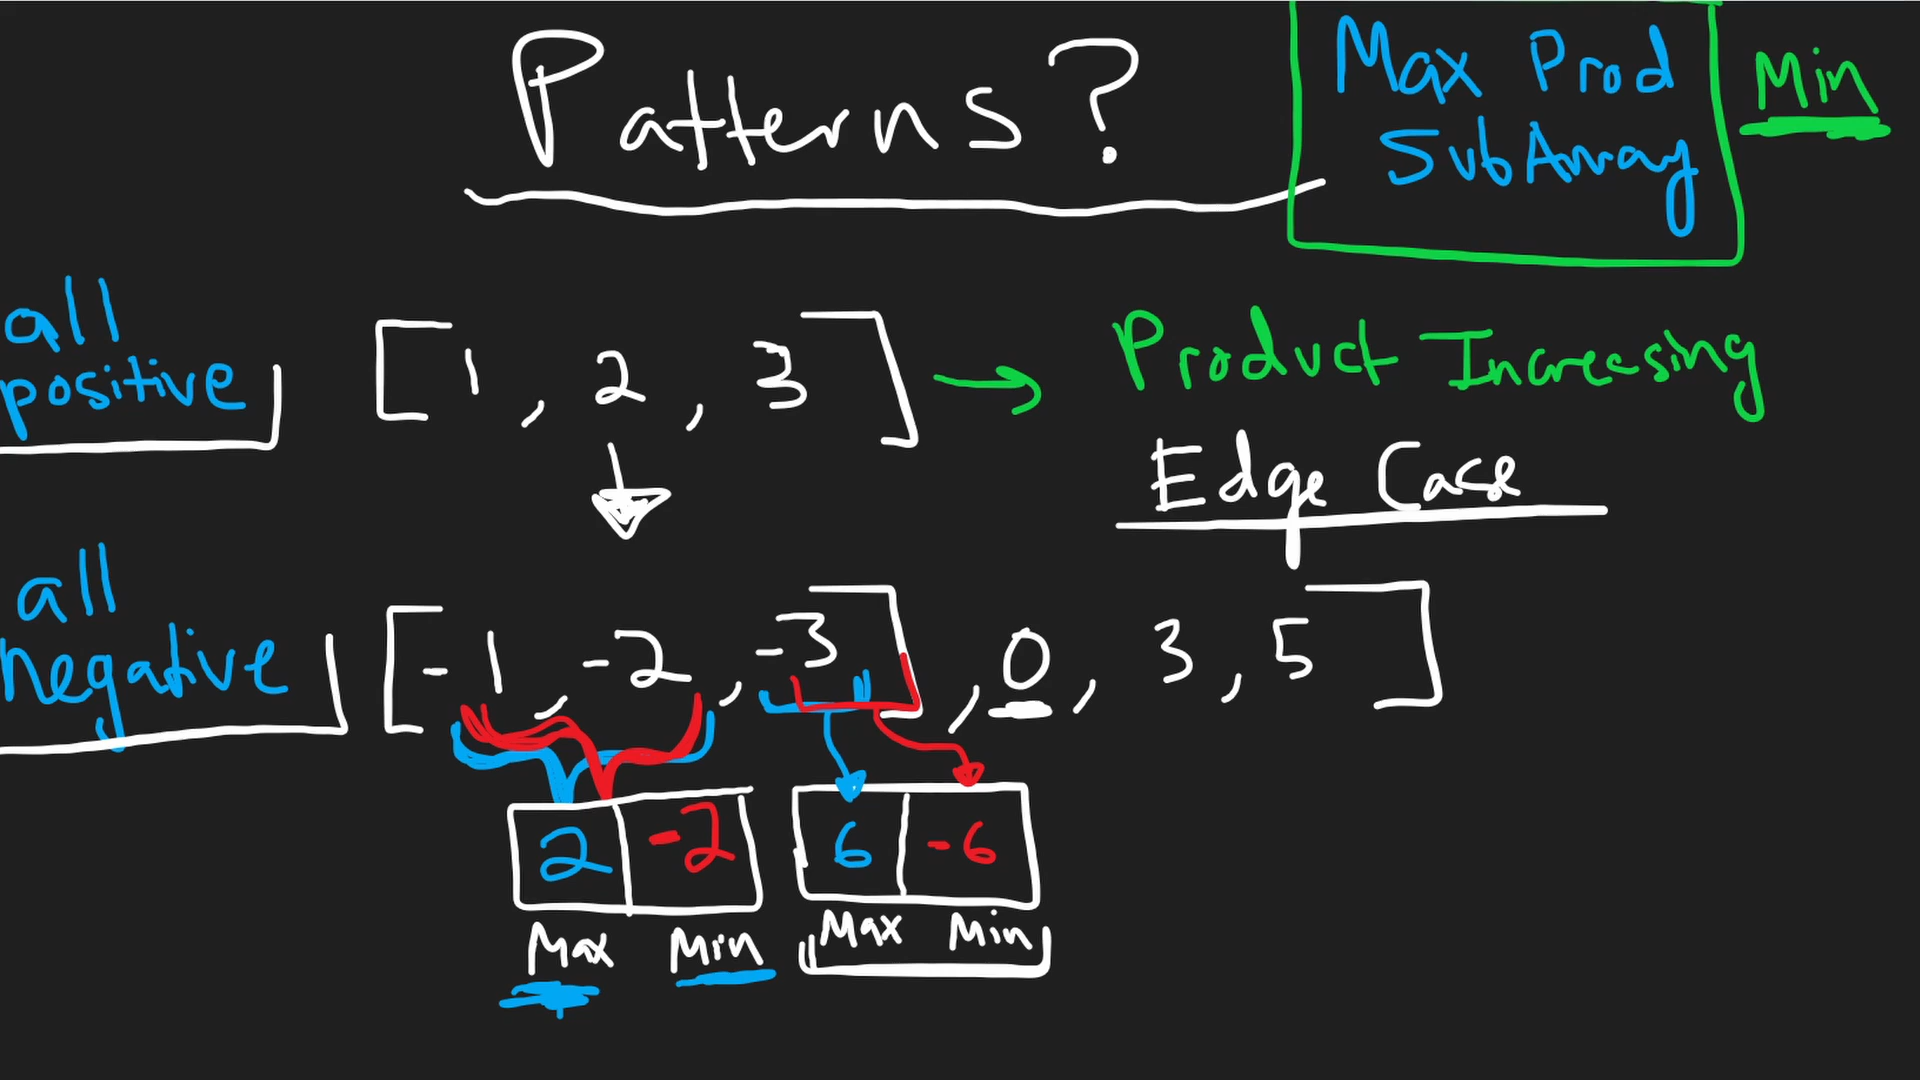 Patterns?
Max Prod
SubArray
Min
all
positive
[1, 2, 3] → Product Increasing
Edge Case
all
negative
[-1, -2, -3], 0, 3, 5]
2 -2
Max Min
6 -6
Max Min